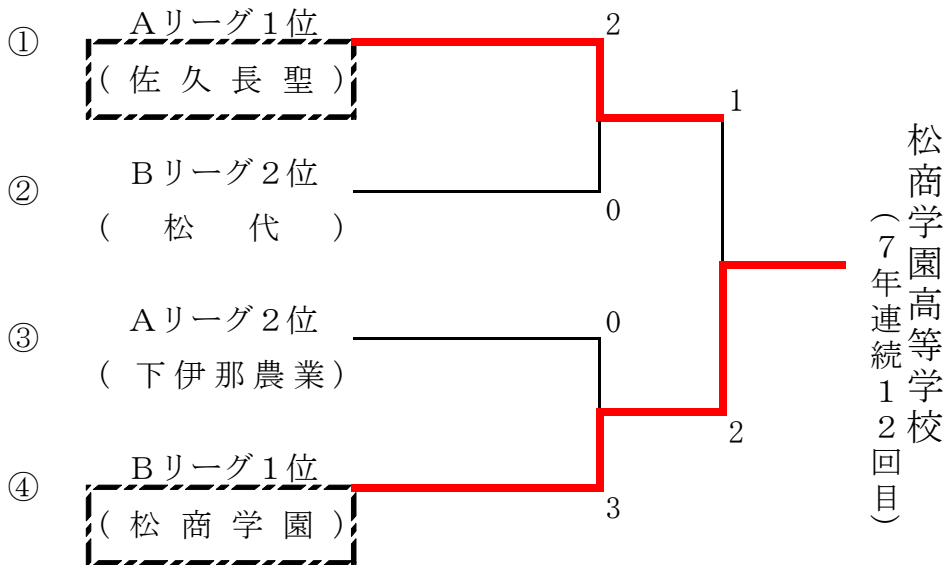 ①
Aリーグ1位
(佐久長聖)
2
1
②
Bリーグ2位
(松代)
0
③
Aリーグ2位
(下伊那農業)
0
2
④
Bリーグ1位
(松商学園)
3
松商学園高等学校
(7年連続12回目)